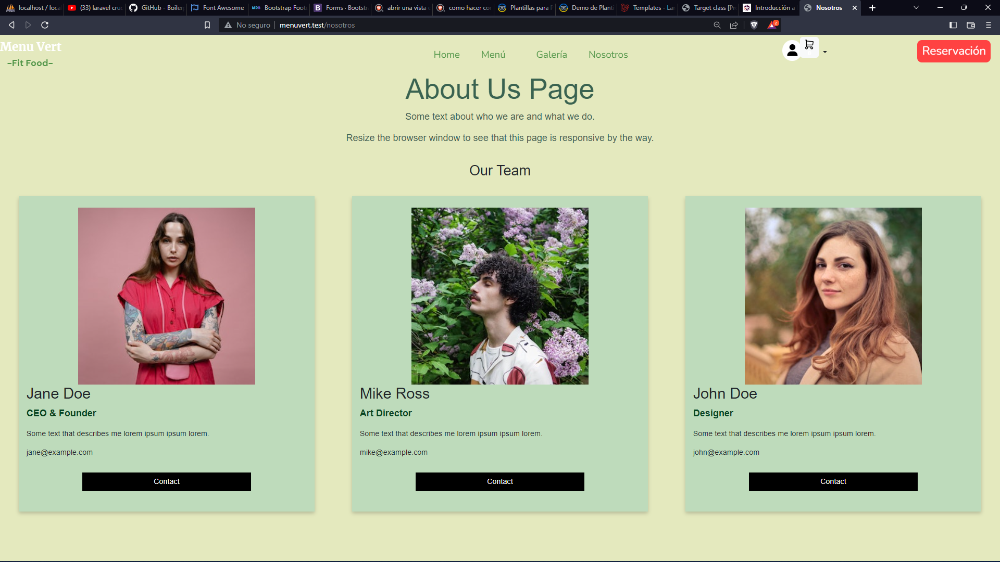 localhost / loca
(33) laravel cru
GitHub - Boiler
Font Awesome
MDB Bootstrap Foot
B Forms · Bootstr
abrir una vista
como hacer co
Plantillas para
Demo de Planti
Templates - La
Target class [Pr
Introducción a
Nosotros
No seguro menuvert.test/nosotros
2
Menu Vert
-Fit Food-
Home Menú Galería Nosotros
Reservación
About Us Page
Some text about who we are and what we do.
Resize the browser window to see that this page is responsive by the way.
Our Team
Jane Doe
CEO & Founder
Some text that describes me lorem ipsum ipsum lorem.
jane@example.com
Contact
Mike Ross
Art Director
Some text that describes me lorem ipsum ipsum lorem.
mike@example.com
Contact
John Doe
Designer
Some text that describes me lorem ipsum ipsum lorem.
john@example.com
Contact